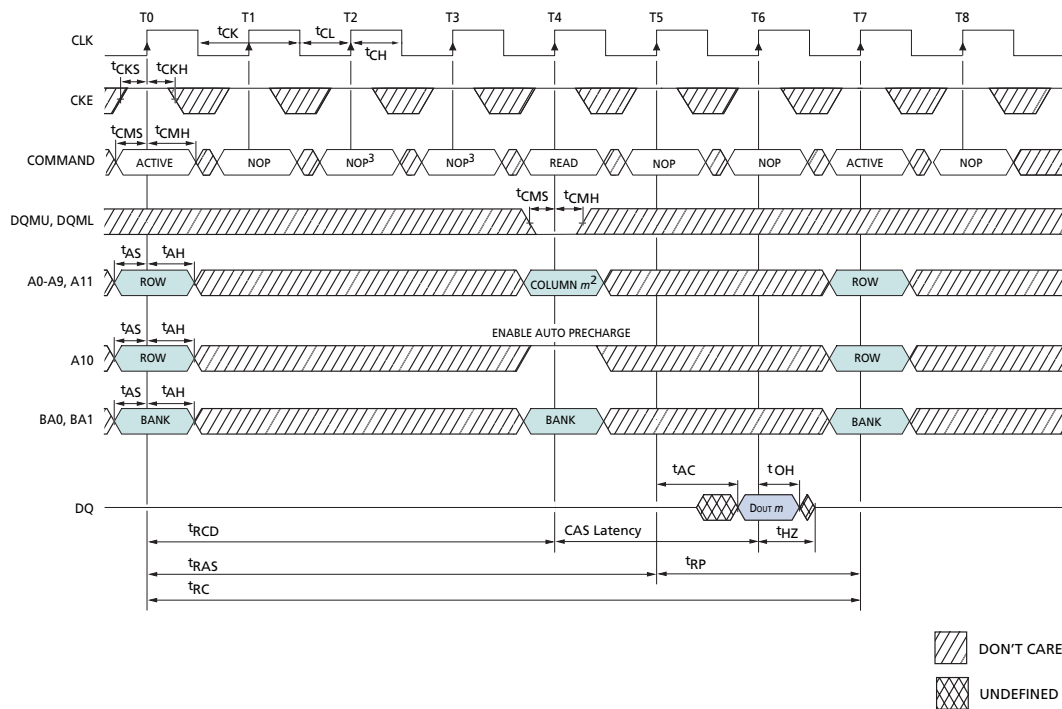 T0 T1 T2 T3 T4 T5 T6 T7 T8
CLK
tCK tCL
tCH
tCKS tCKH
CKE
tCMS tCMH
COMMAND ACTIVE NOP NOP3 NOP3 READ NOP NOP ACTIVE NOP
tCMS tCMH
DQMU, DQML
tAS tAH
A0-A9, A11 ROW COLUMN m2 ROW
ENABLE AUTO PRECHARGE
tAS tAH
A10 ROW ROW
tAS tAH
BA0, BA1 BANK BANK BANK
tAC tOH
DQ DOUT m
tRCD CAS Latency tHZ
tRAS tRP
tRC
DON'T CARE
UNDEFINED